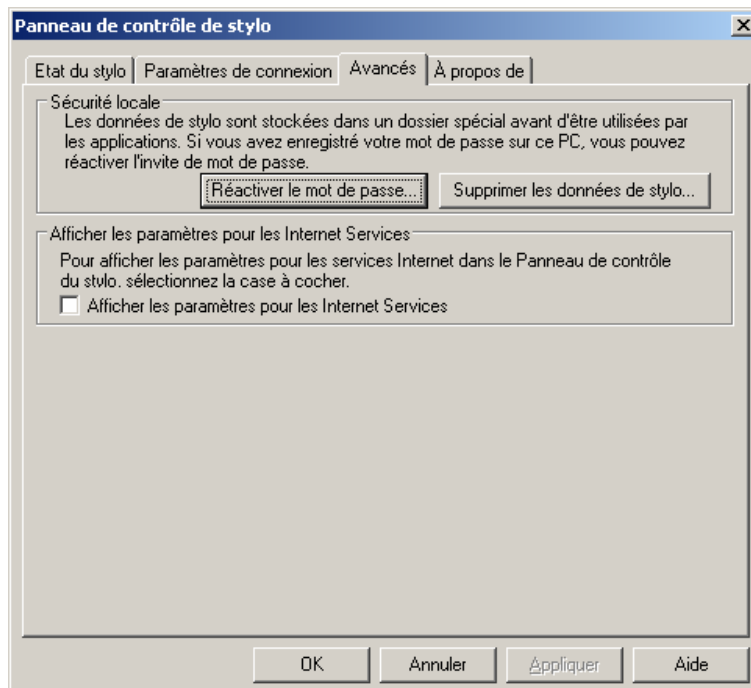 Panneau de contrôle de stylo
Etat du stylo Paramètres de connexion Avancés À propos de
Sécurité locale
Les données de stylo sont stockées dans un dossier spécial avant d'être utilisées par
les applications. Si vous avez enregistré votre mot de passe sur ce PC, vous pouvez
réactiver l'invite de mot de passe.
Réactiver le mot de passe... Supprimer les données de stylo...
Afficher les paramètres pour les Internet Services
Pour afficher les paramètres pour les services Internet dans le Panneau de contrôle
du stylo. sélectionnez la case à cocher.
Afficher les paramètres pour les Internet Services
OK Annuler Appliquer Aide